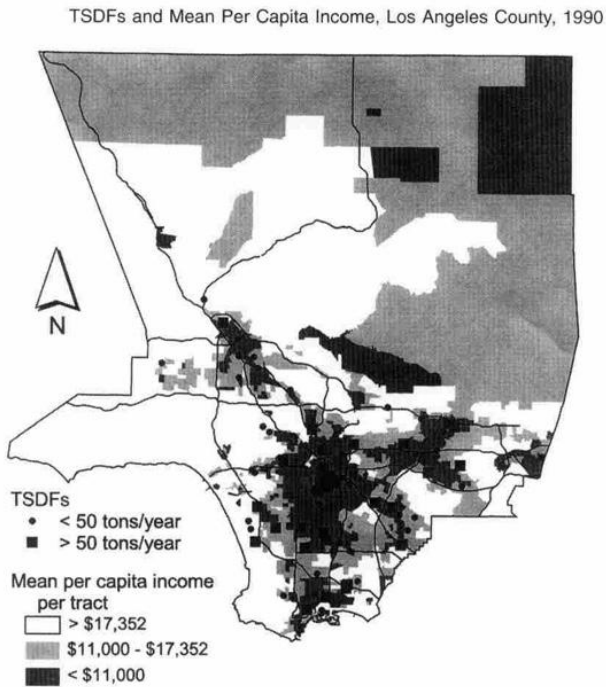 TSDFs and Mean Per Capita Income, Los Angeles County, 1990
N
TSDFs
< 50 tons/year
> 50 tons/year
Mean per capita income
per tract
> $17,352
$11,000 - $17,352
< $11,000